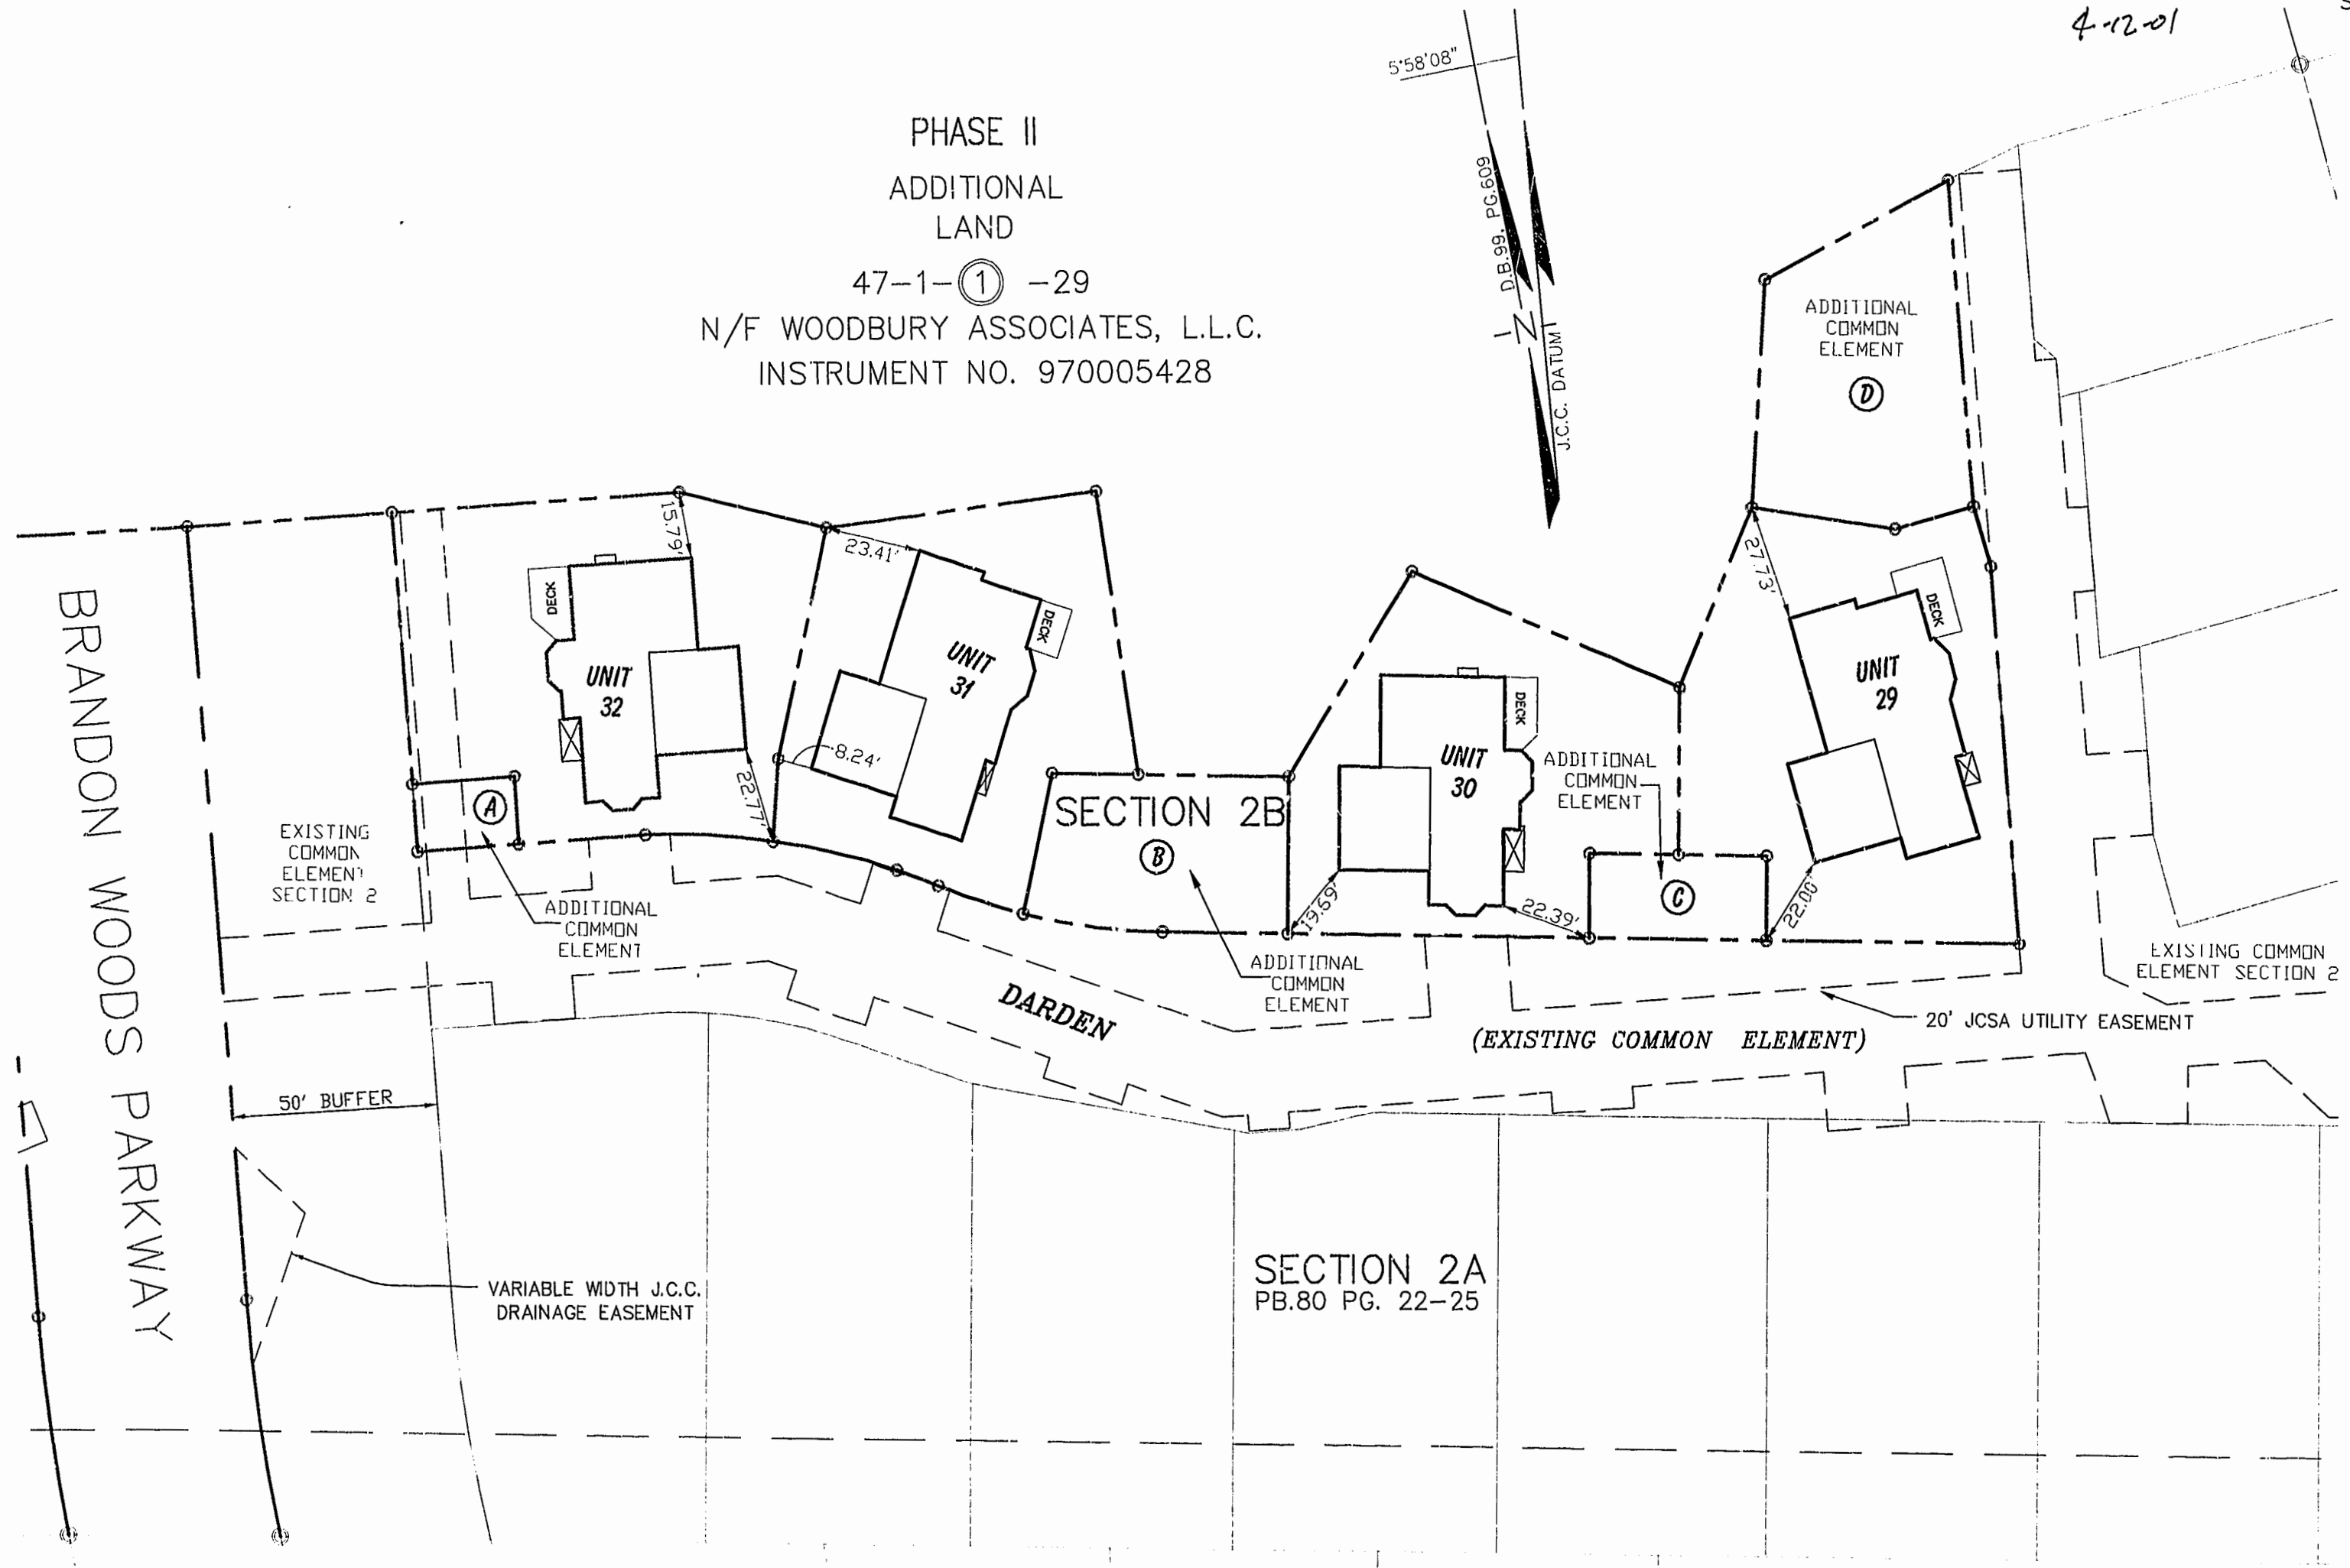 4-12-01
5°58'08"
PHASE II
ADDITIONAL
LAND
47-1-① -29
N/F WOODBURY ASSOCIATES, L.L.C.
INSTRUMENT NO. 970005428
D.B.99. PG.609
N
J.C.C. DATUM
ADDITIONAL
COMMON
ELEMENT
D
15.79'
23.41'
27.73'
DECK
UNIT
32
UNIT
31
DECK
DECK
UNIT
30
DECK
UNIT
29
8.24'
22.77'
ADDITIONAL
COMMON
ELEMENT
SECTION 2B
A
B
C
EXISTING
COMMON
ELEMENT
SECTION 2
ADDITIONAL
COMMON
ELEMENT
19.69'
22.39'
22.00'
ADDITIONAL
COMMON
ELEMENT
EXISTING COMMON
ELEMENT SECTION 2
DARDEN
(EXISTING COMMON ELEMENT)
20' JCSA UTILITY EASEMENT
BRANDON WOODS PARKWAY
50' BUFFER
VARIABLE WIDTH J.C.C.
DRAINAGE EASEMENT
SECTION 2A
PB.80 PG. 22-25